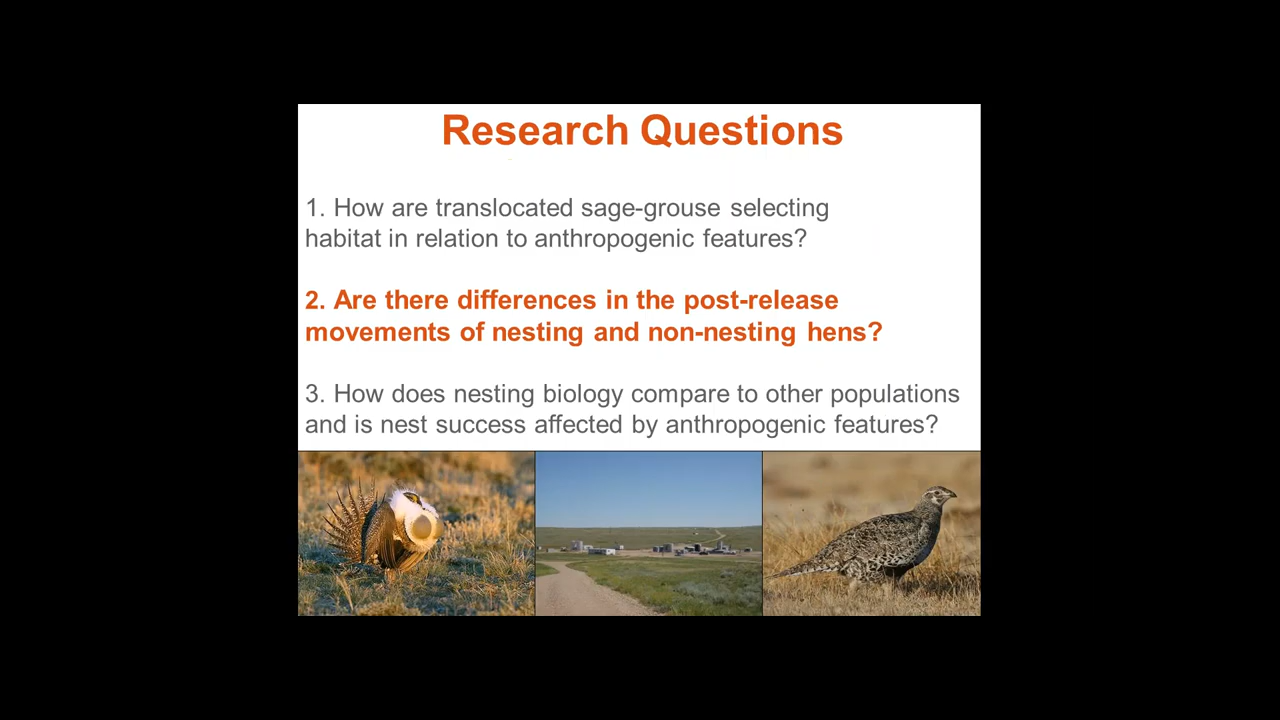 Research Questions
1. How are translocated sage-grouse selecting
habitat in relation to anthropogenic features?
2. Are there differences in the post-release
movements of nesting and non-nesting hens?
3. How does nesting biology compare to other populations
and is nest success affected by anthropogenic features?